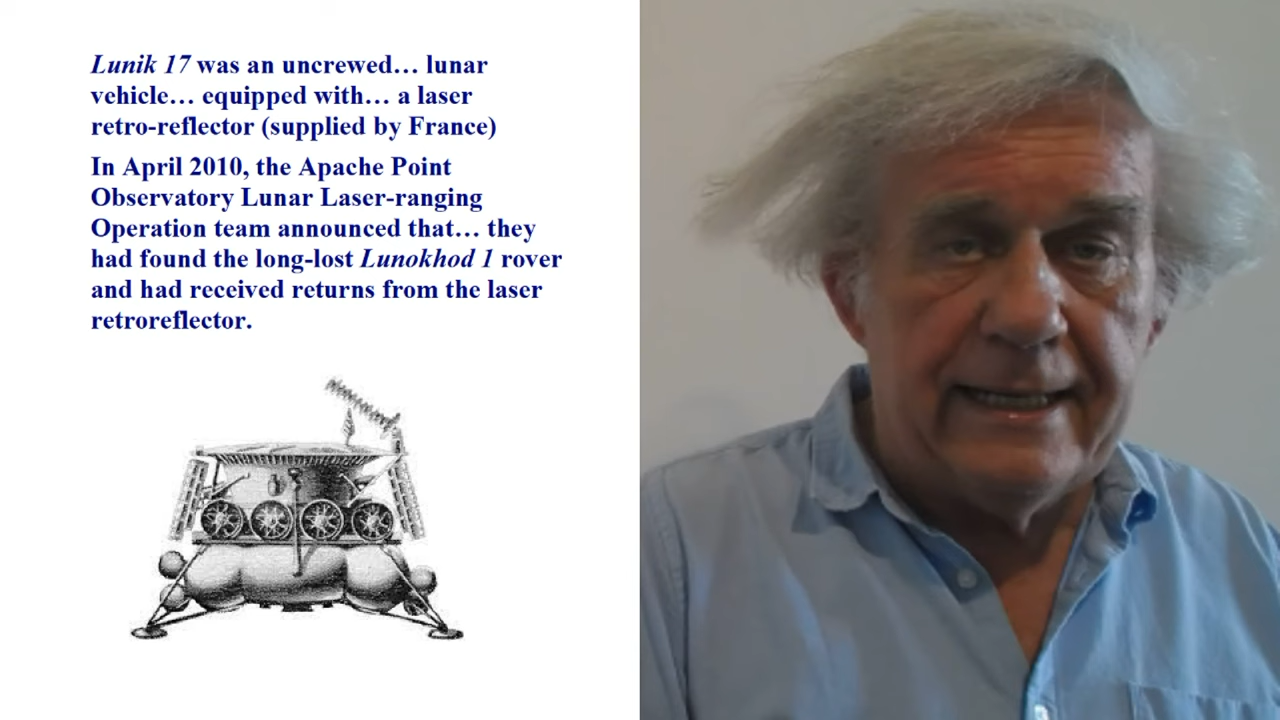 Lunik 17 was an uncrewed… lunar
vehicle… equipped with… a laser
retro-reflector (supplied by France)
In April 2010, the Apache Point
Observatory Lunar Laser-ranging
Operation team announced that… they
had found the long-lost Lunokhod 1 rover
and had received returns from the laser
retroreflector.